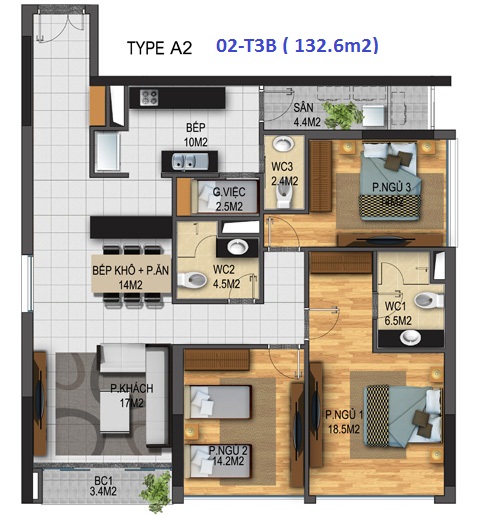 TYPE A2 02-T3B ( 132.6m2)
SÂN
4.4M2
BẾP
10M2
WC3
2.4M2
P.NGỦ 3
14M2
G.VIỆC
2.5M2
BẾP KHÔ + P.ĂN
14M2
WC2
4.5M2
WC1
6.5M2
P.KHÁCH
17M2
P.NGỦ 1
18.5M2
P.NGỦ 2
14.2M2
BC1
3.4M2